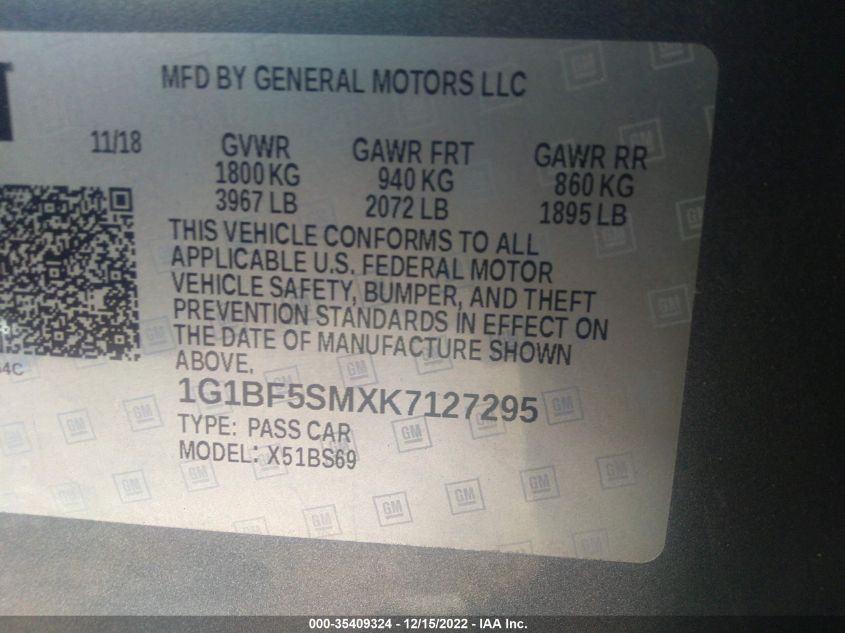 MFD BY GENERAL MOTORS LLC
11/18
GVWR GAWR FRT GAWR RR
1800 KG 940 KG 860 KG
3967 LB 2072 LB 1895 LB
THIS VEHICLE CONFORMS TO ALL
APPLICABLE U.S. FEDERAL MOTOR
VEHICLE SAFETY, BUMPER, AND THEFT
PREVENTION STANDARDS IN EFFECT ON
THE DATE OF MANUFACTURE SHOWN
ABOVE.
1G1BF5SMXK7127295
TYPE: PASS CAR
MODEL: X51BS69
GM
000-35409324 - 12/15/2022 - IAA Inc.